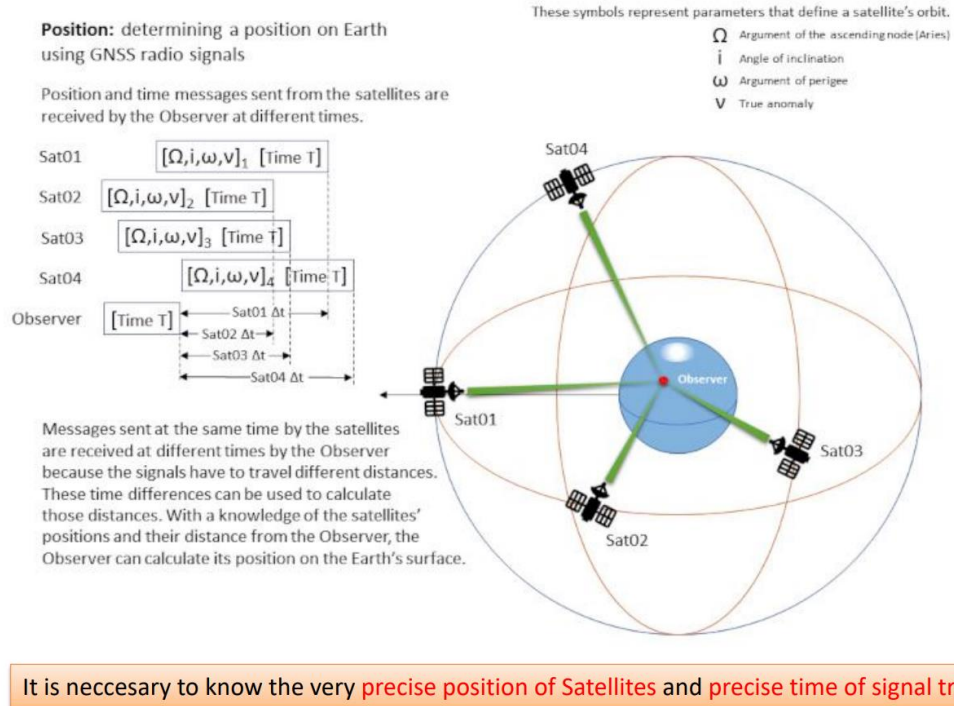 Position: determining a position on Earth
using GNSS radio signals
Position and time messages sent from the satellites are
received by the Observer at different times.
These symbols represent parameters that define a satellite's orbit.
Ω Argument of the ascending node (Aries)
i Angle of inclination
ω Argument of perigee
ν True anomaly
Sat01 [Ω,i,ω,ν]₁ [Time T]
Sat02 [Ω,i,ω,ν]₂ [Time T]
Sat03 [Ω,i,ω,ν]₃ [Time T]
Sat04 [Ω,i,ω,ν]₄ [Time T]
Observer [Time T] Sat01 Δt
Sat02 Δt
Sat03 Δt
Sat04 Δt
Messages sent at the same time by the satellites
are received at different times by the Observer
because the signals have to travel different distances.
These time differences can be used to calculate
those distances. With a knowledge of the satellites'
positions and their distance from the Observer, the
Observer can calculate its position on the Earth's surface.
Sat04
Observer
Sat01
Sat03
Sat02
It is neccesary to know the very precise position of Satellites and precise time of signal